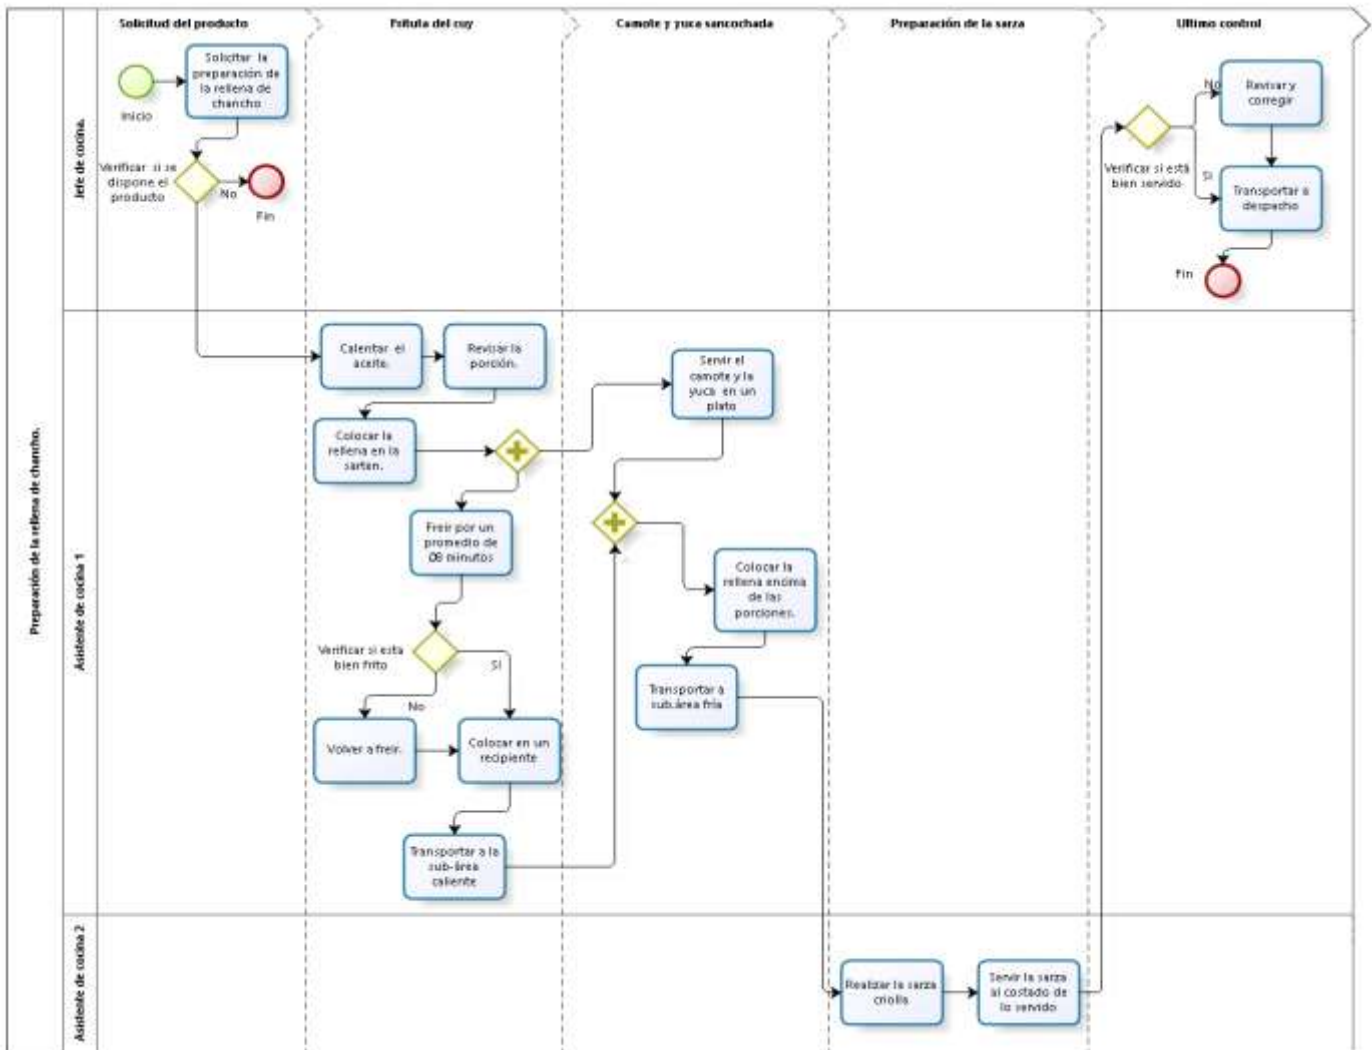 Solicitud del producto
Frituta del cuy
Camote y yuca sancochada
Preparación de la sarza
Ultimo control
Preparación de la rellena de chancho.
Jefe de cocina.
Inicio
Solicitar la
preparación de
la rellena de
chancho
Verificar si se
dispone el
producto
No
Fin
Verificar si está
bien servido
No
Si
Revisar y
corregir
Transportar a
despacho
Fin
Asistente de cocina 1
Calentar el
aceite.
Revisar la
porción.
Colocar la
rellena en la
sarten.
Freir por un
promedio de
08 minutos
Verificar si esta
bien frito
Si
No
Volver a freir.
Colocar en un
recipiente
Transportar a la
sub-área
caliente
Servir el
camote y la
yuca en un
plato
Colocar la
rellena encima
de las
porciones.
Transportar a
sub.área fría
Asistente de cocina 2
Realizar la sarza
criolla
Servir la sarza
al costado de
lo servido